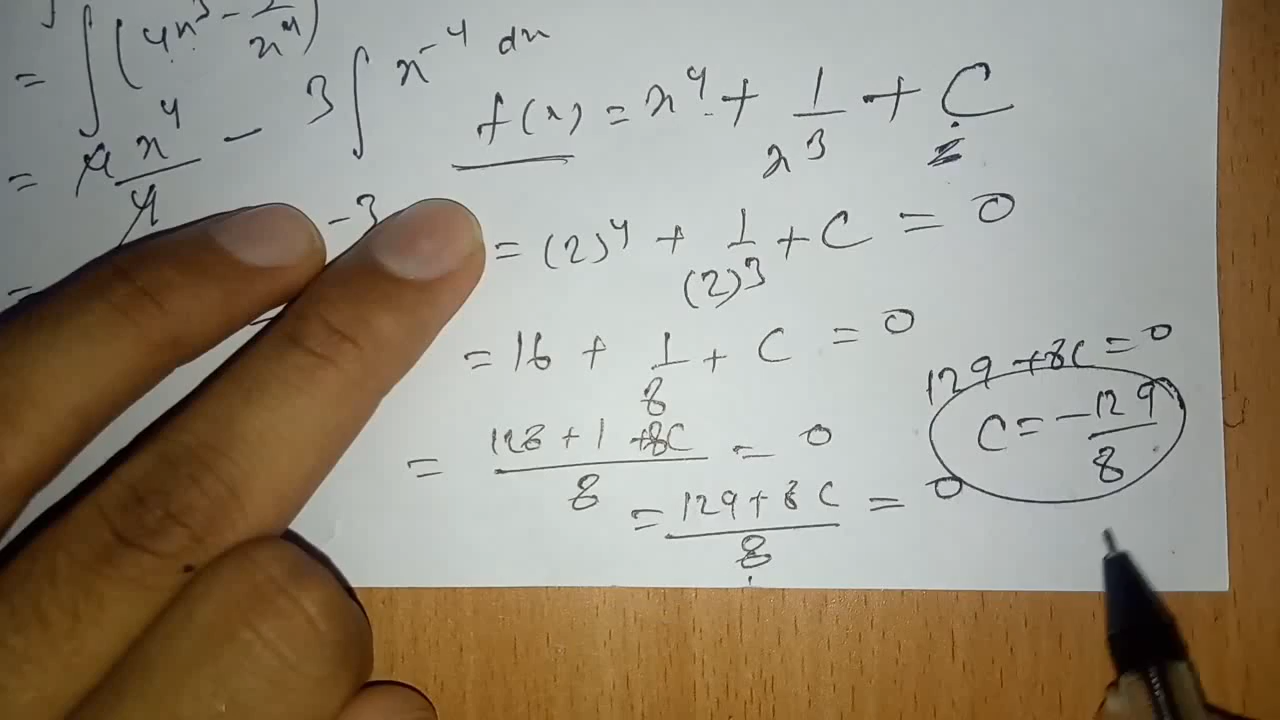 = ∫(4x³ - 3/x⁴)
= 4 x⁴/4 - 3 ∫ x⁻⁴ dx
-3
f(x) = x⁴ + 1/x³ + C
= (2)⁴ + 1/(2)³ + C = 0
= 16 + 1/8 + C = 0
= (128 + 1 + 8C)/8 = 0
= (129 + 8C)/8 = 0
129 + 8C = 0
C = -129/8